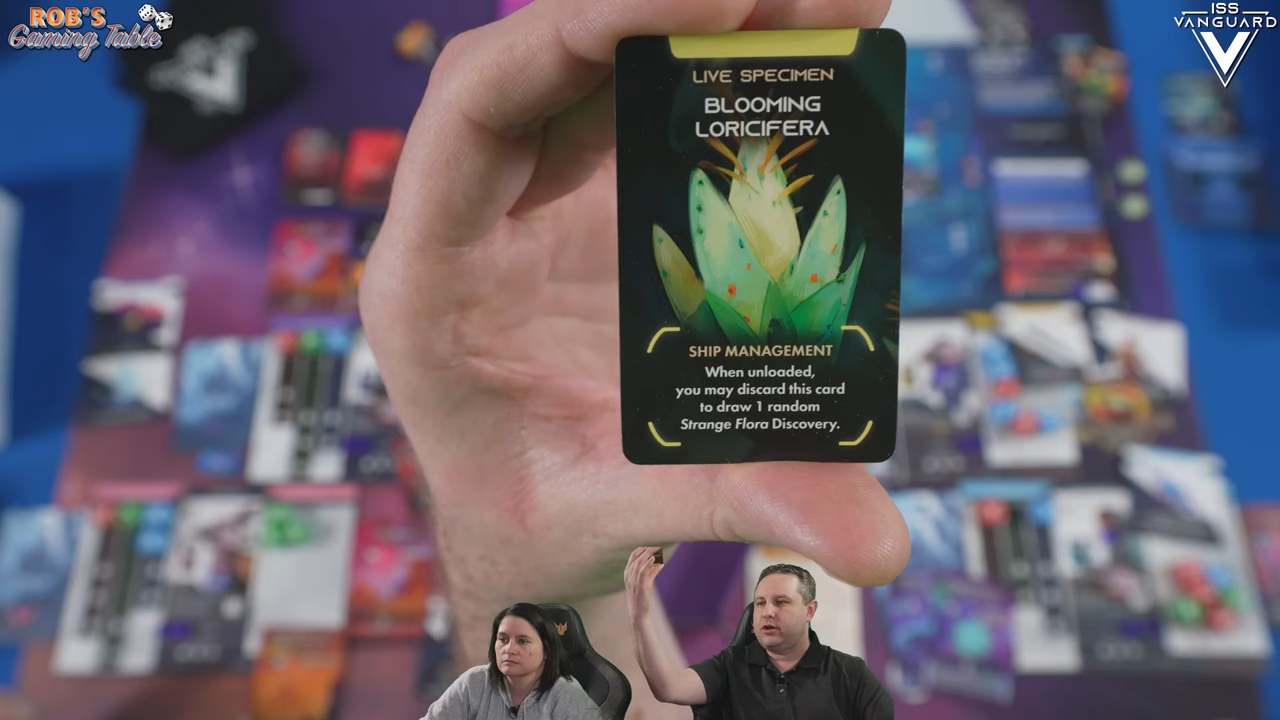 ROB'S
Gaming Table
ISS
VANGUARD
LIVE SPECIMEN
BLOOMING
LORICIFERA
SHIP MANAGEMENT
When unloaded,
you may discard this card
to draw 1 random
Strange Flora Discovery.